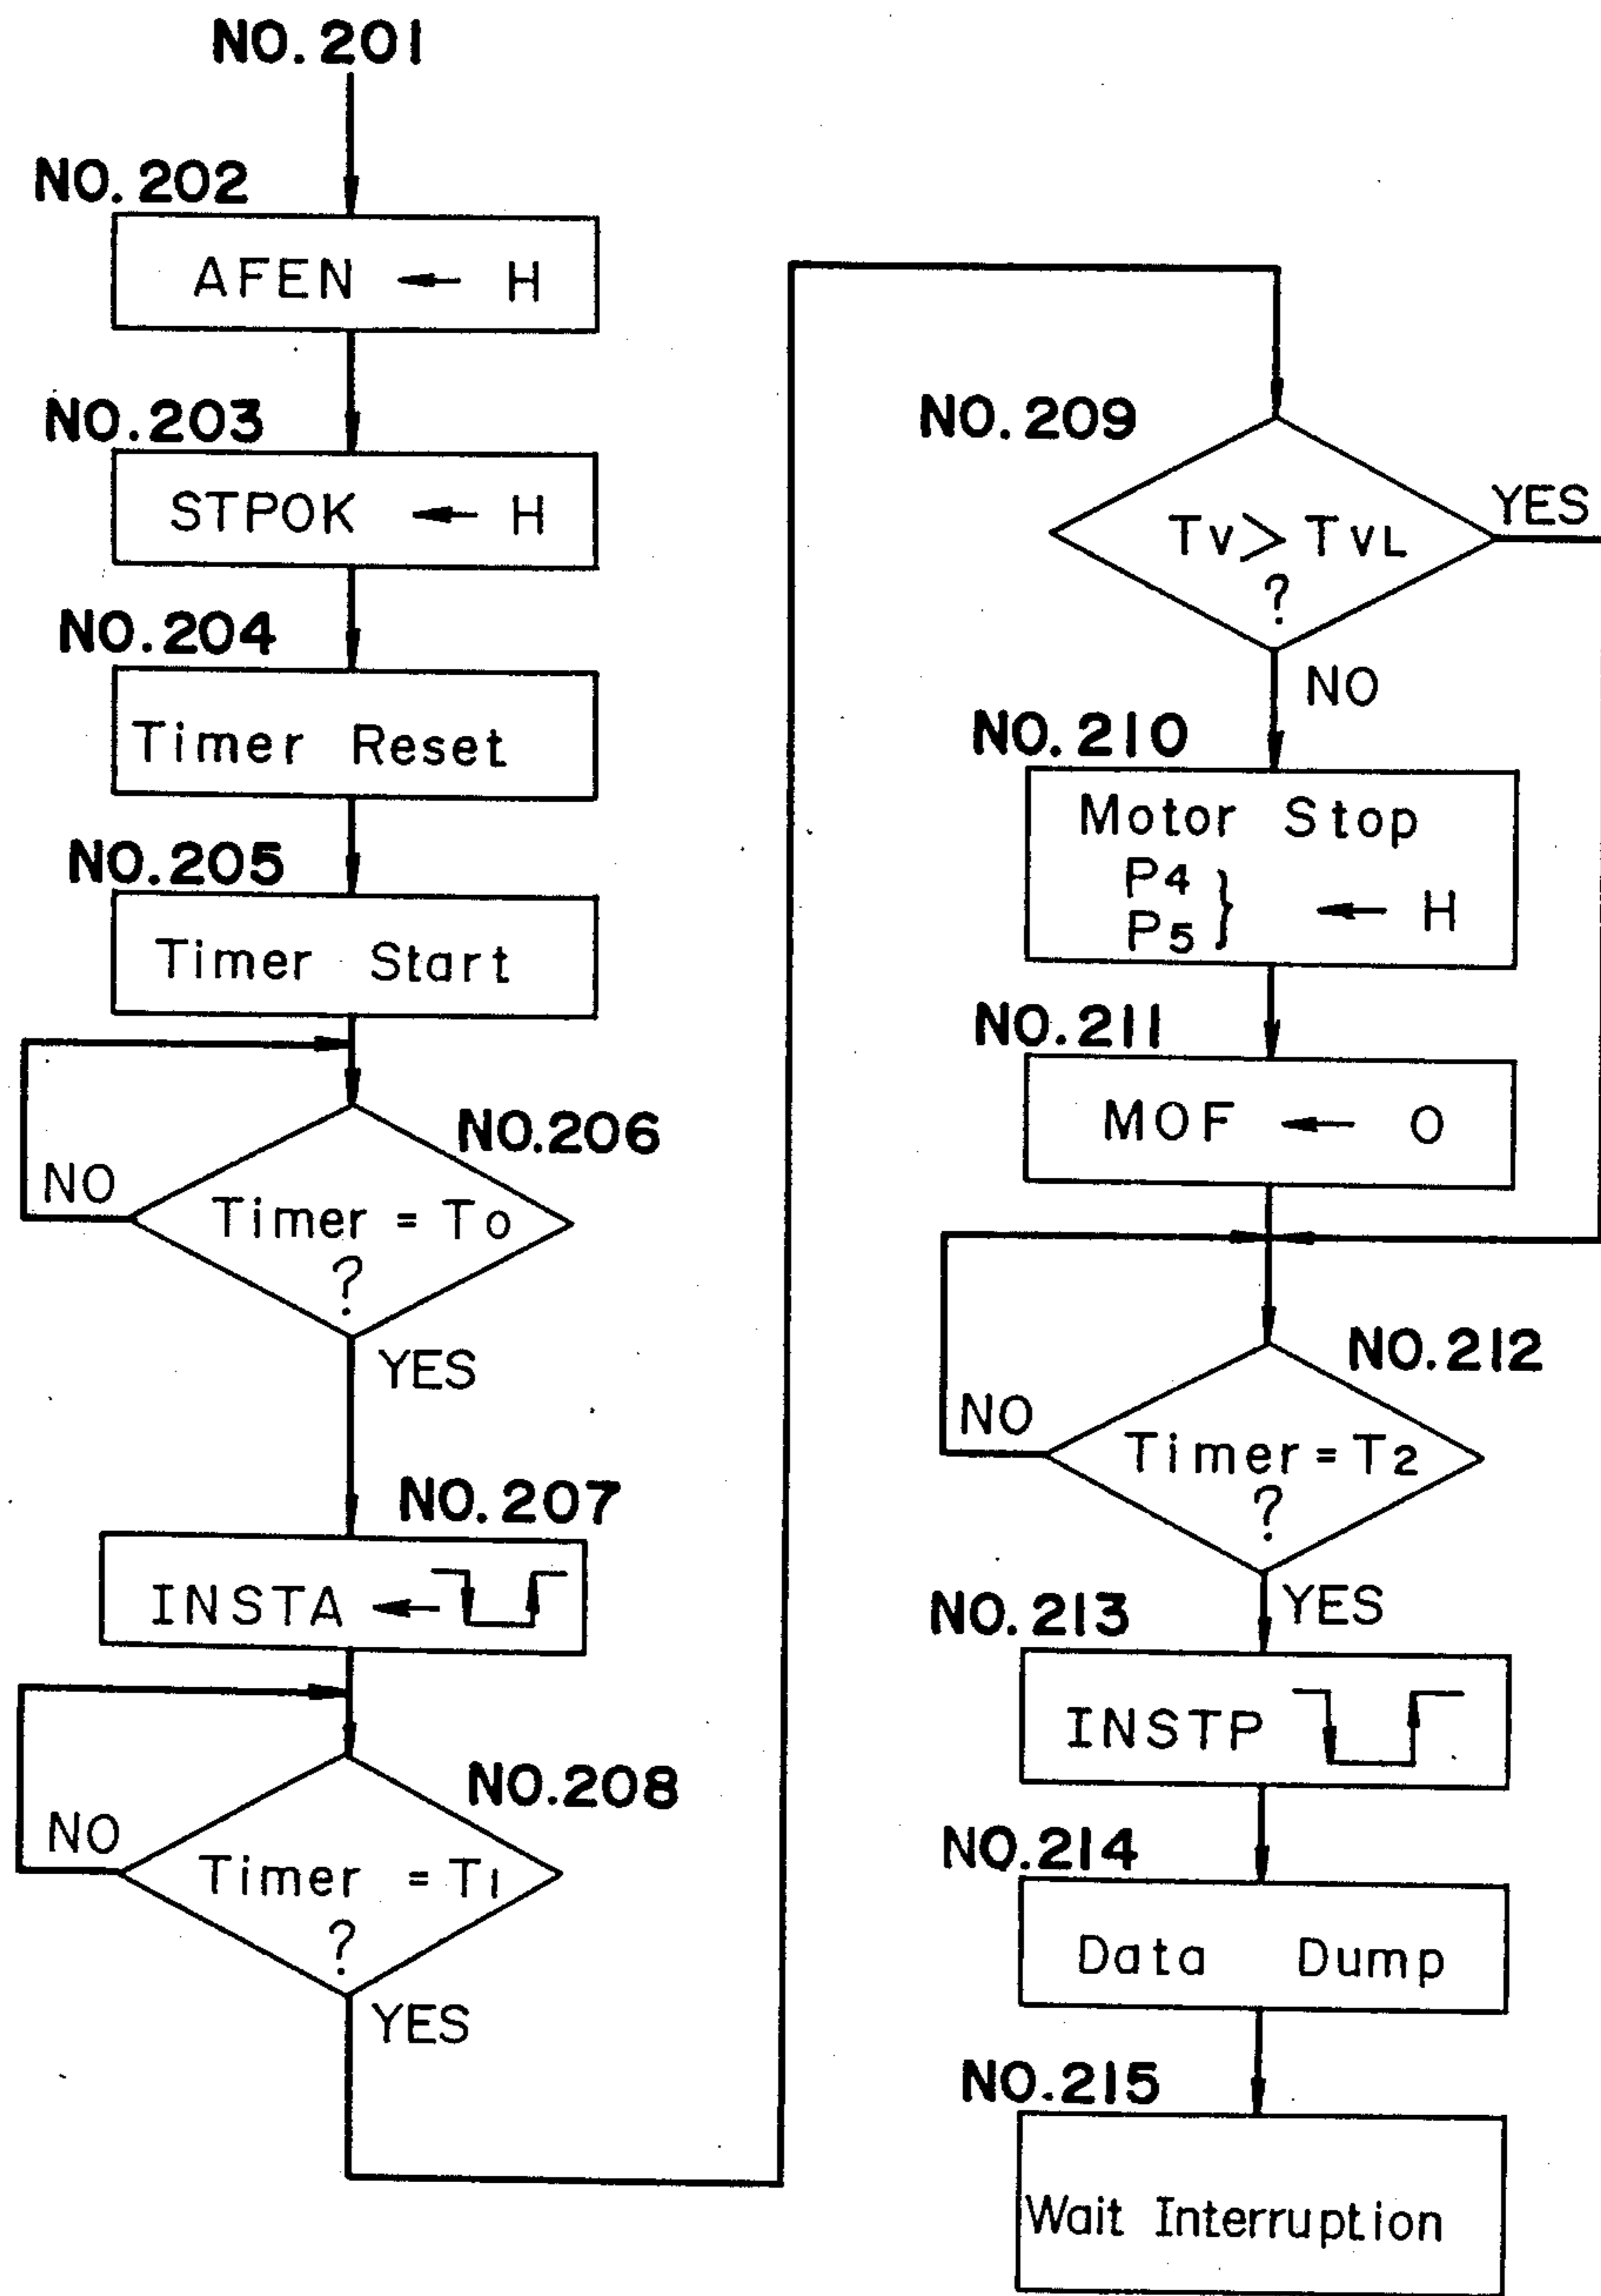 NO. 201
NO. 202
AFEN ← H
NO. 203
STPOK ← H
NO. 204
Timer Reset
NO. 205
Timer Start
NO. 206
NO
Timer = T0
?
YES
NO. 207
INSTA ←
NO. 208
NO
Timer = T1
?
YES
NO. 209
YES
TV > TVL
?
NO
NO. 210
Motor Stop
P4
P5 } ← H
NO. 211
MOF ← O
NO. 212
NO
Timer = T2
?
YES
NO. 213
INSTP
NO. 214
Data Dump
NO. 215
Wait Interruption